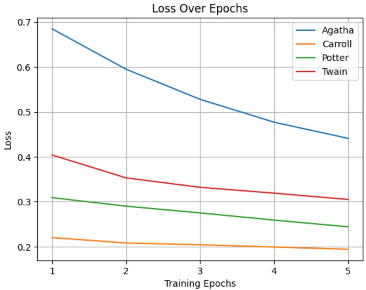 Loss Over Epochs
0.7
0.6
0.5
0.4
0.3
0.2
Loss
1 2 3 4 5
Training Epochs
Agatha
Carroll
Potter
Twain